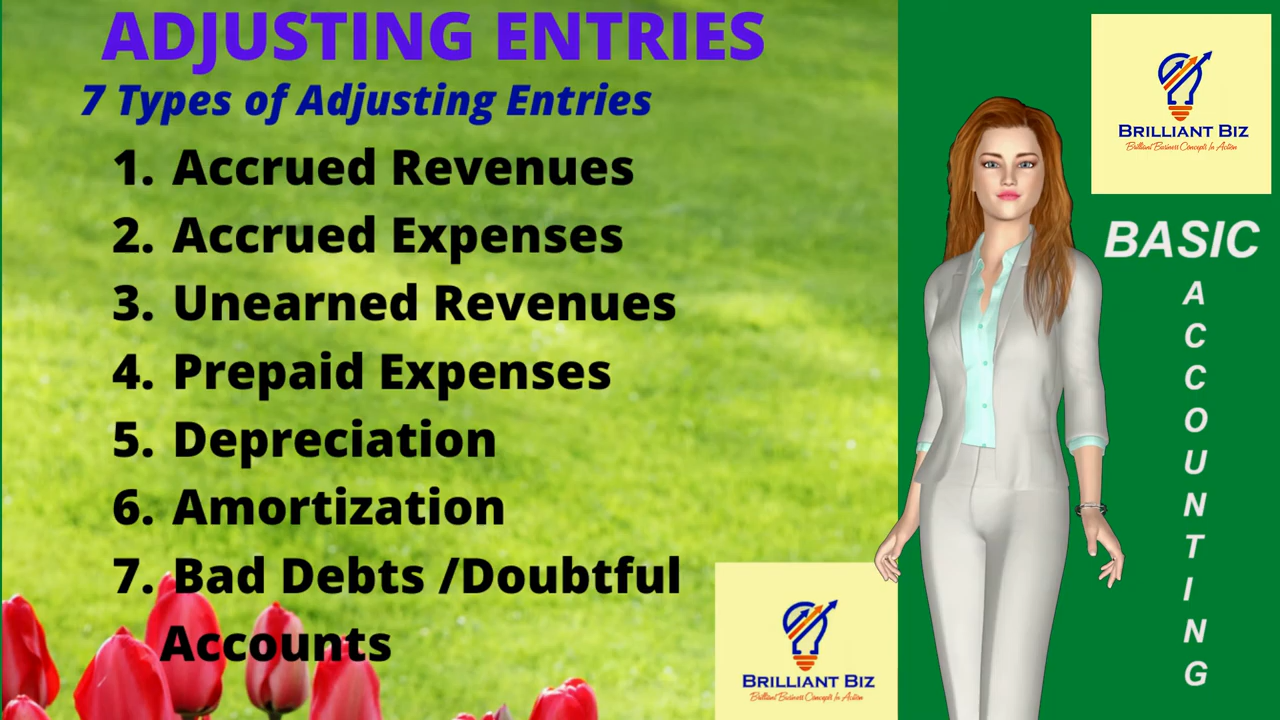 ADJUSTING ENTRIES
7 Types of Adjusting Entries
1. Accrued Revenues
2. Accrued Expenses
3. Unearned Revenues
4. Prepaid Expenses
5. Depreciation
6. Amortization
7. Bad Debts /Doubtful
Accounts
BRILLIANT BIZ
Brilliant Business Concepts In Action
BRILLIANT BIZ
Brilliant Business Concepts In Action
BASIC
A
C
C
O
U
N
T
I
N
G